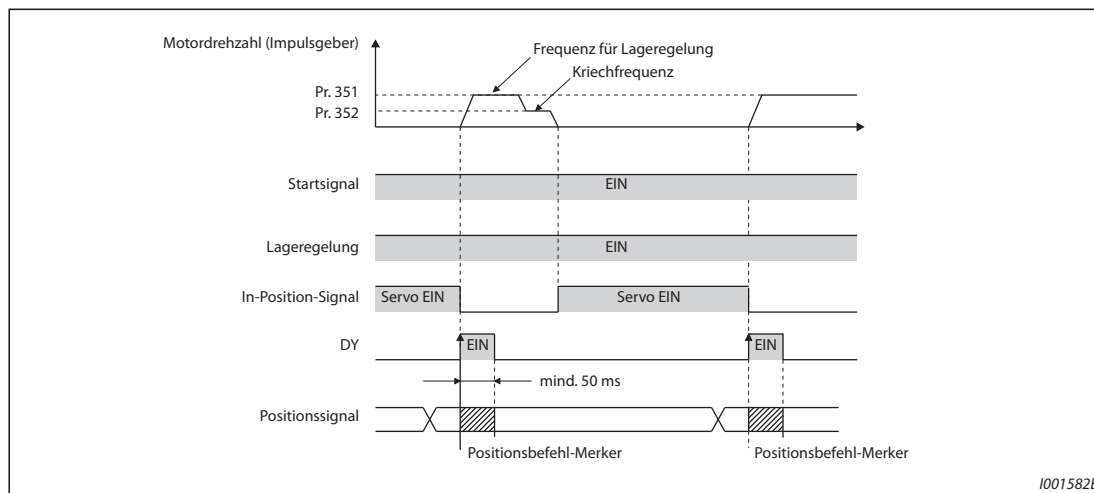 Motordrehzahl (Impulsgeber)
Frequenz für Lageregelung
Kriechfrequenz
Pr. 351
Pr. 352
Startsignal
EIN
Lageregelung
EIN
In-Position-Signal
Servo EIN
Servo EIN
DY
EIN
EIN
mind. 50 ms
Positionssignal
Positionsbefehl-Merker
Positionsbefehl-Merker
I001582E